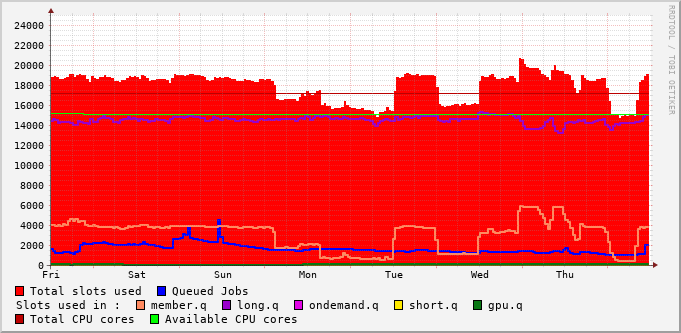 RRDTOOL / TOBI OETIKER
24000
22000
20000
18000
16000
14000
12000
10000
8000
6000
4000
2000
0
Fri Sat Sun Mon Tue Wed Thu
Total slots used Queued Jobs
Slots used in : member.q long.q ondemand.q short.q gpu.q
Total CPU cores Available CPU cores